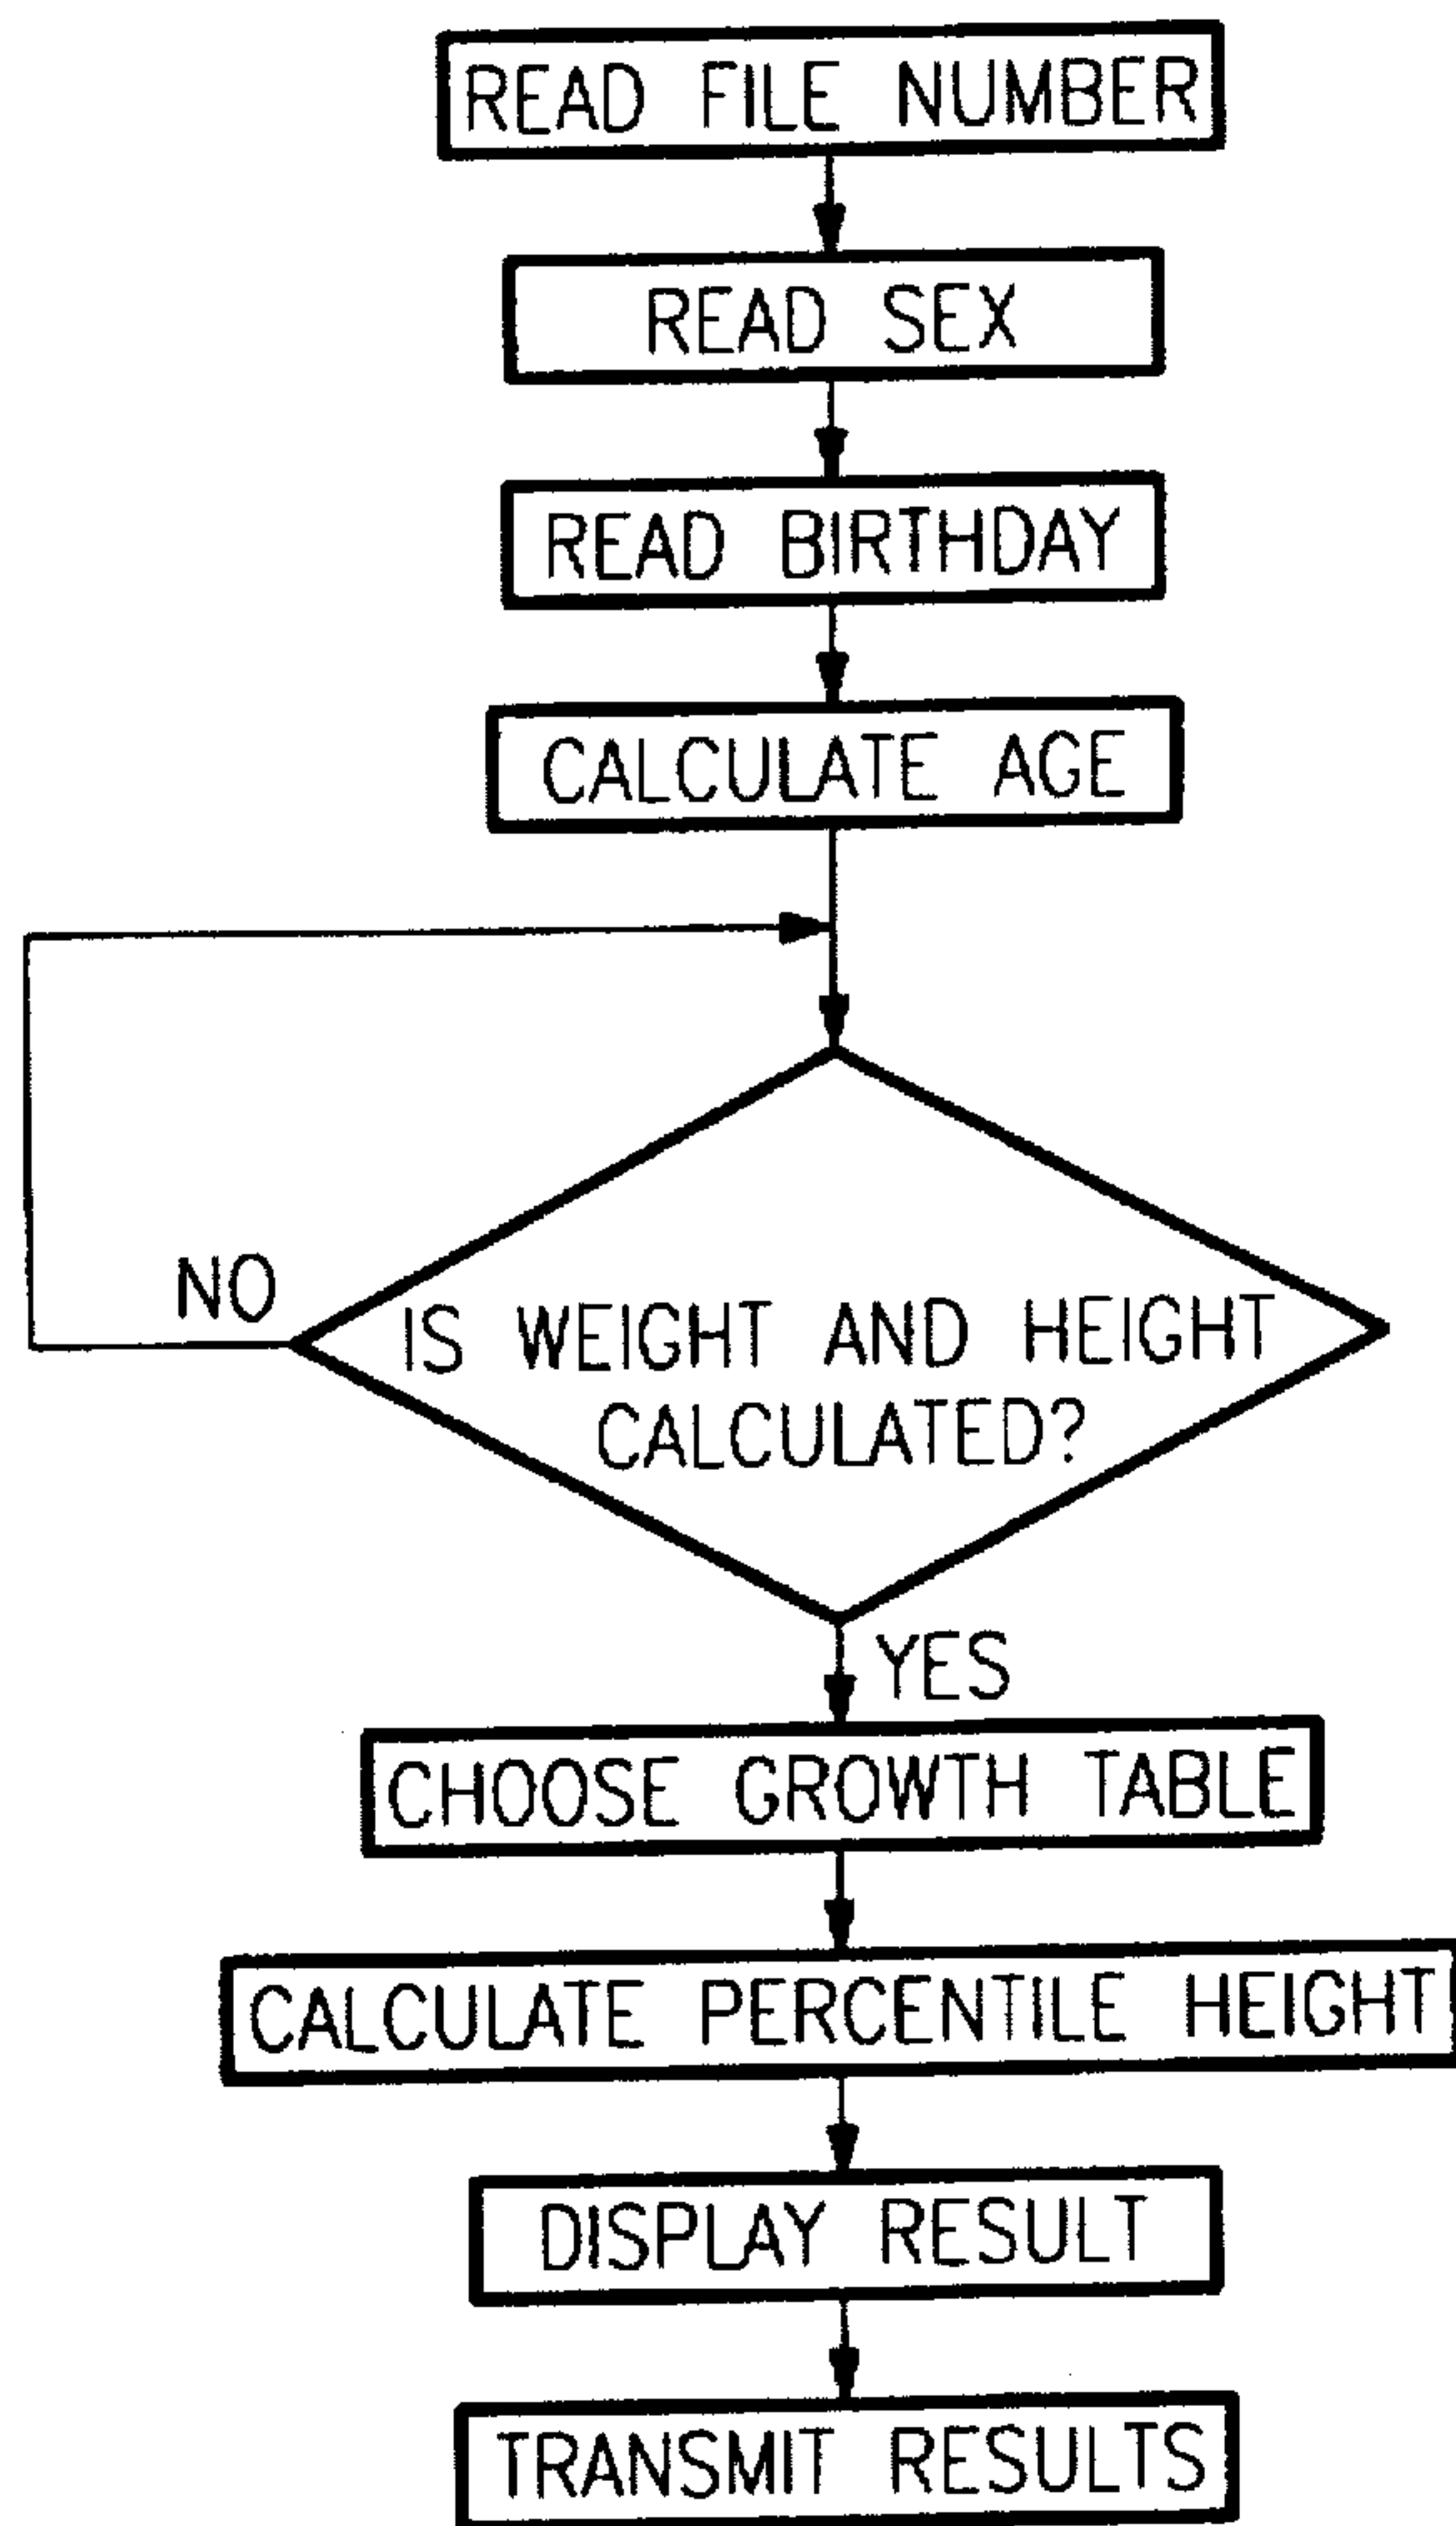 READ FILE NUMBER
READ SEX
READ BIRTHDAY
CALCULATE AGE
NO
IS WEIGHT AND HEIGHT
CALCULATED?
YES
CHOOSE GROWTH TABLE
CALCULATE PERCENTILE HEIGHT
DISPLAY RESULT
TRANSMIT RESULTS